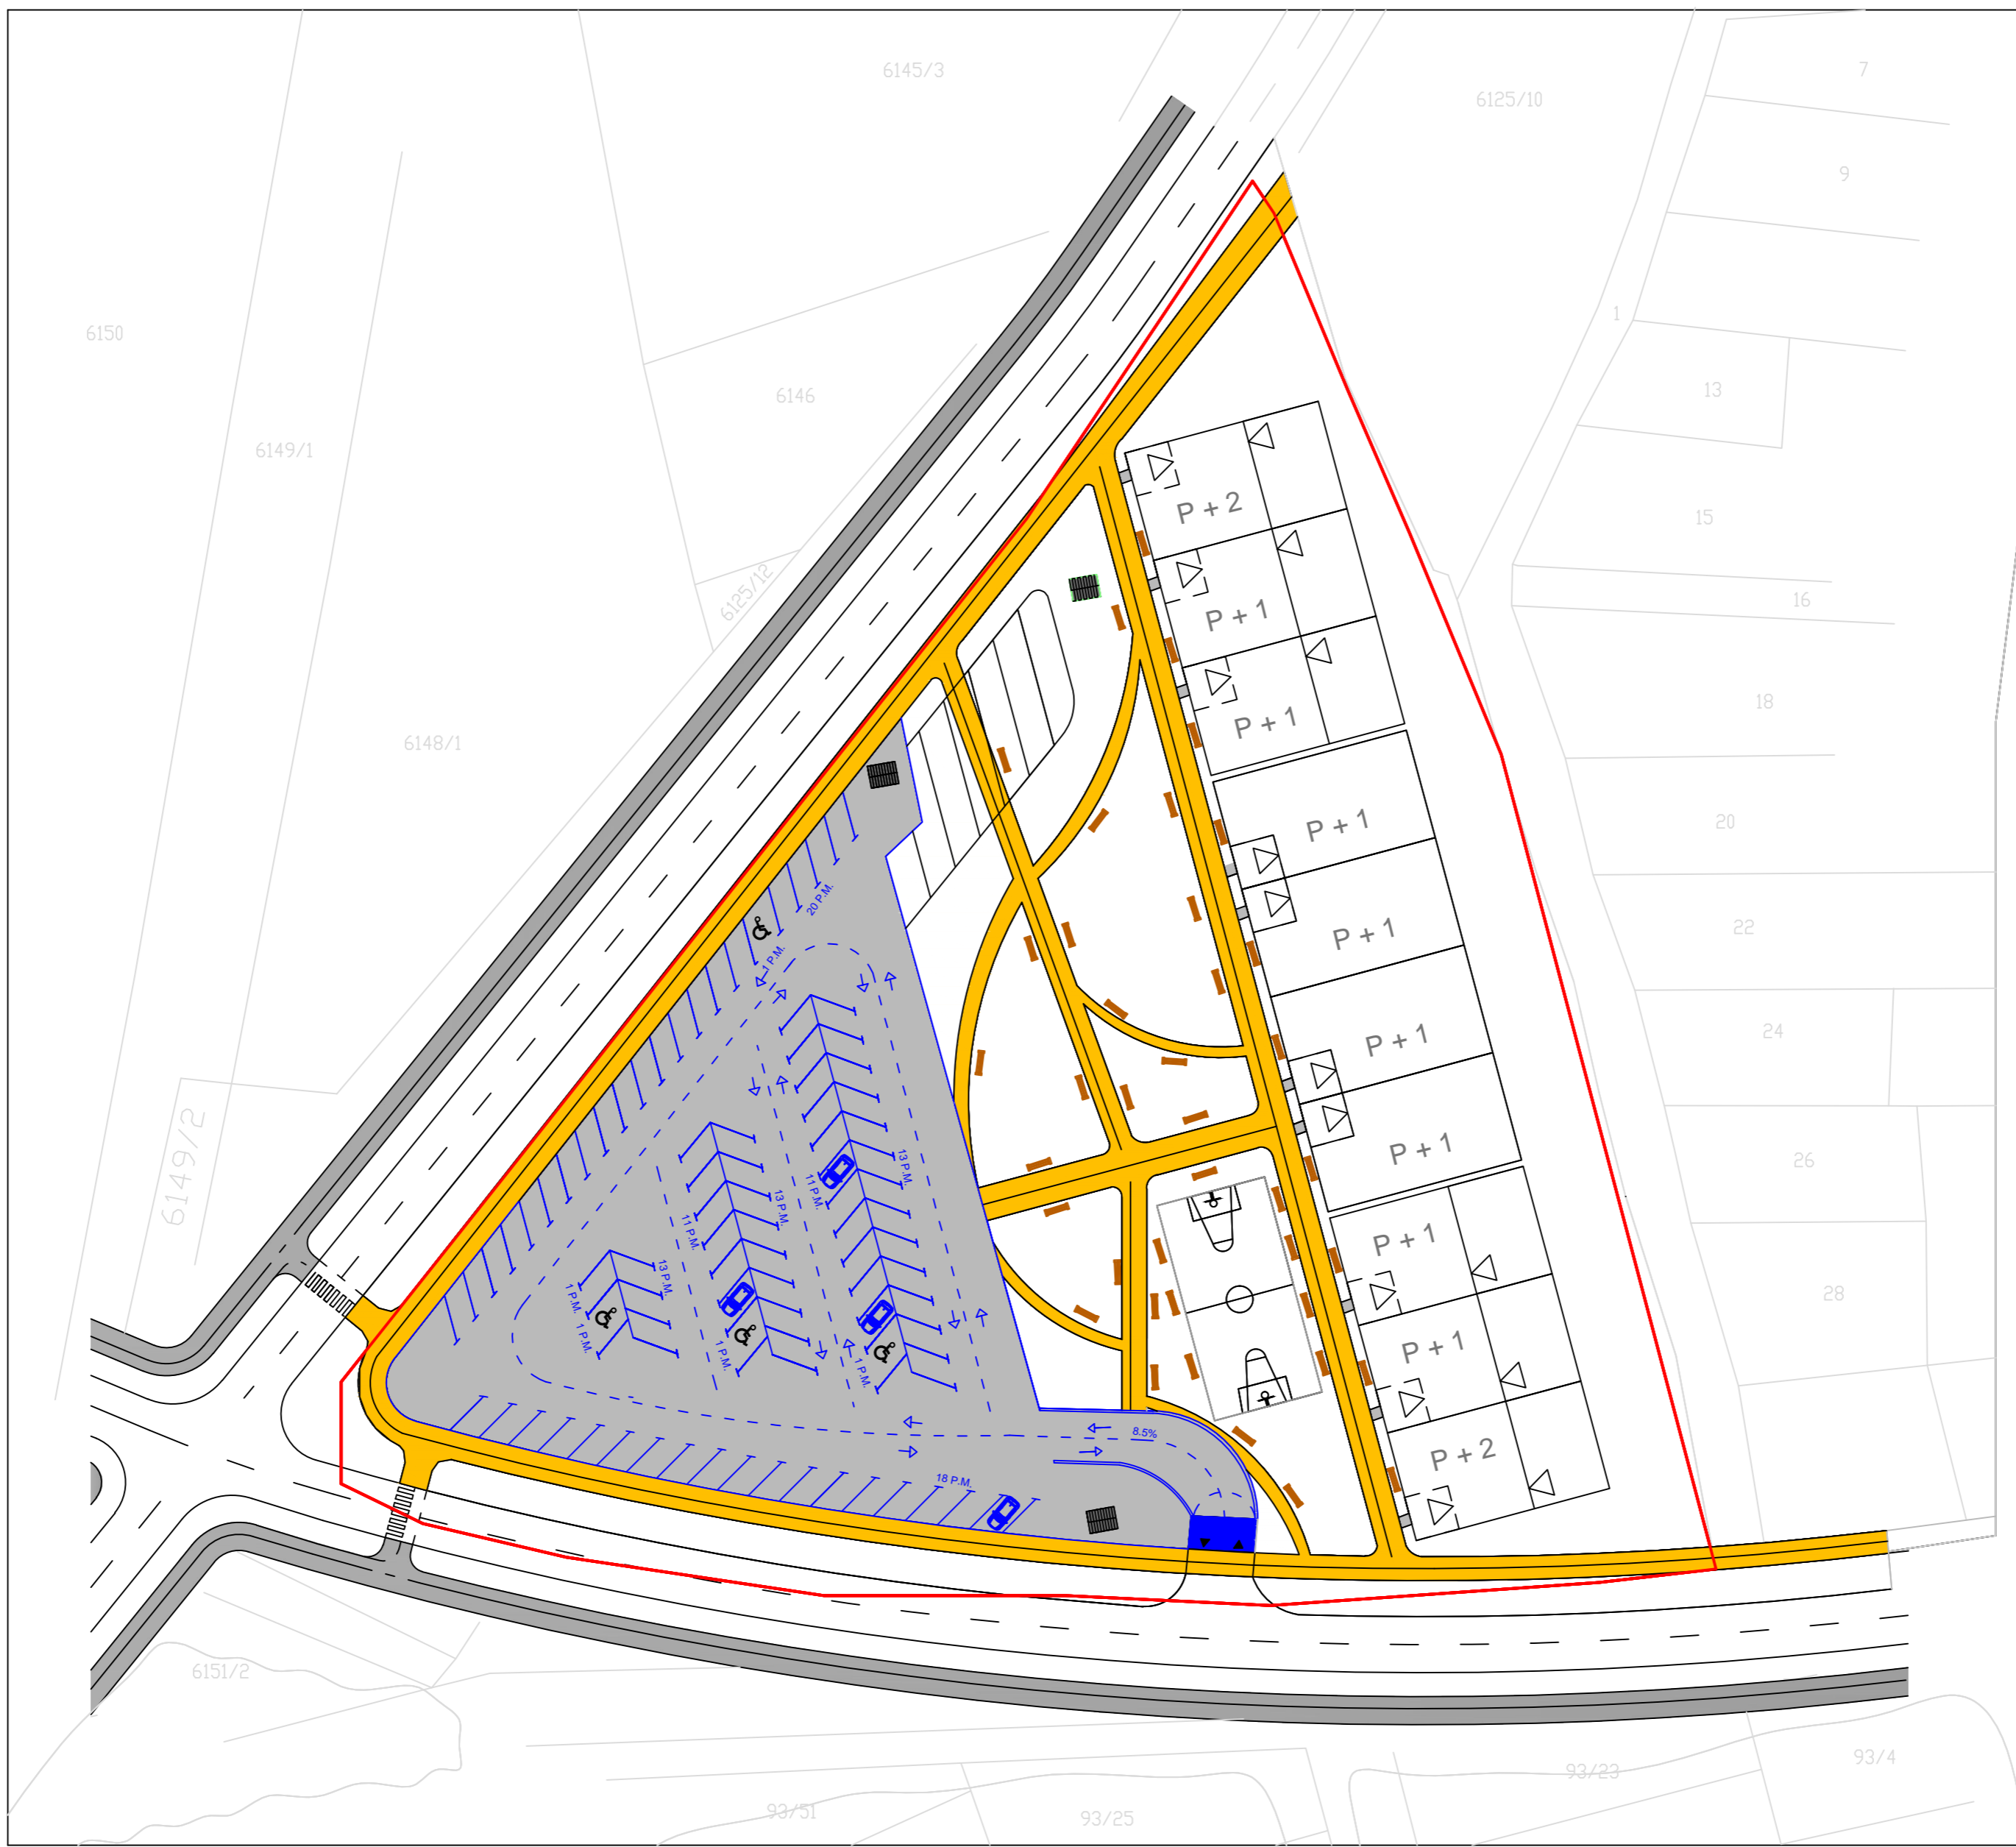 6145/3
7
6125/10
9
6150
1
6146
13
6149/1
P + 2
15
6125/12
16
P + 1
18
P + 1
6148/1
20
P + 1
20 P.M.
22
P + 1
1 P.M.
24
P + 1
6149/2
P + 1
26
13 P.M.
11 P.M.
13 P.M.
11 P.M.
P + 1
13 P.M.
1 P.M.
28
1 P.M.
P + 1
1 P.M.
1 P.M.
8.5%
P + 2
18 P.M.
6151/2
93/4
93/23
93/51
93/25